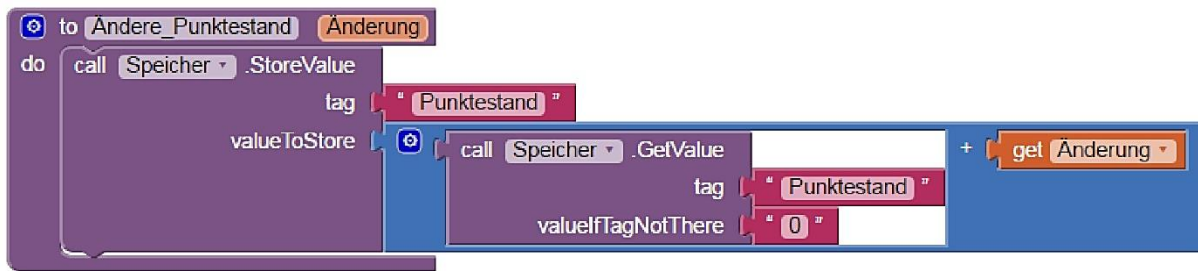 to Ändere_Punktestand Änderung
do call Speicher .StoreValue
tag " Punktestand "
valueToStore call Speicher .GetValue + get Änderung
tag " Punktestand "
valueIfTagNotThere " 0 "